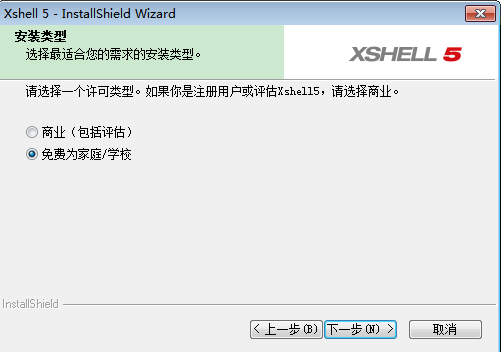 Xshell 5 - InstallShield Wizard
安装类型
选择最适合您的需求的安装类型。
XSHELL 5
请选择一个许可类型。如果你是注册用户或评估Xshell5，请选择商业。
商业（包括评估）
免费为家庭/学校
InstallShield
< 上一步(B)
下一步(N) >
取消